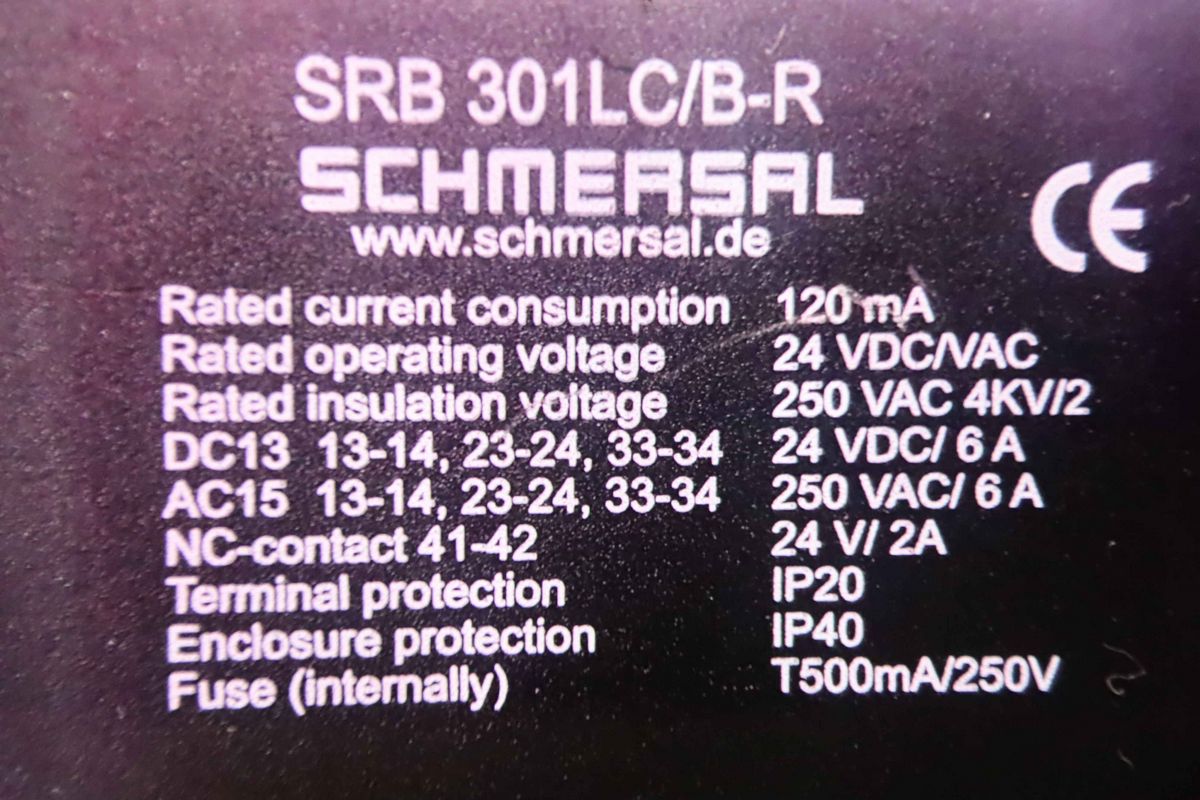 SRB 301LC/B-R
SCHMERSAL
www.schmersal.de
CE
Rated current consumption 120 mA
Rated operating voltage 24 VDC/VAC
Rated insulation voltage 250 VAC 4KV/2
DC13 13-14, 23-24, 33-34 24 VDC/ 6 A
AC15 13-14, 23-24, 33-34 250 VAC/ 6 A
NC-contact 41-42 24 V/ 2A
Terminal protection IP20
Enclosure protection IP40
Fuse (internally) T500mA/250V